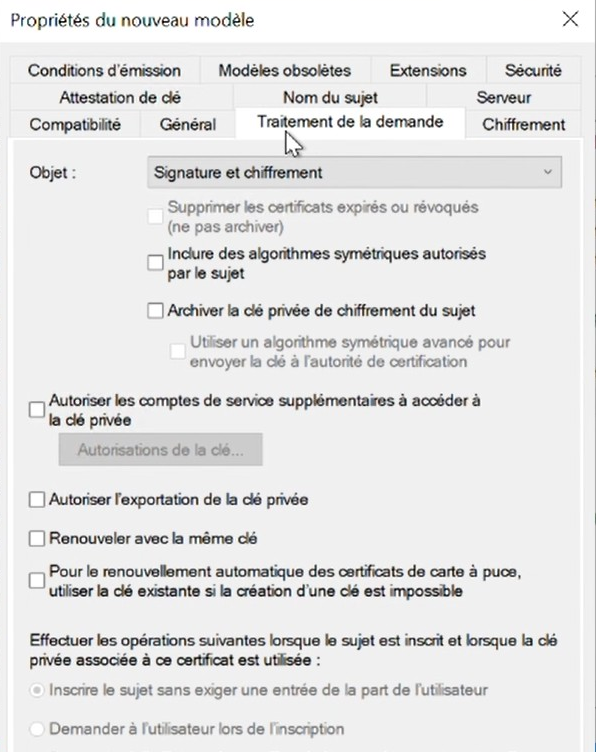 Propriétés du nouveau modèle
Conditions d'émission Modèles obsolètes Extensions Sécurité
Attestation de clé Nom du sujet Serveur
Compatibilité Général Traitement de la demande Chiffrement
Objet : Signature et chiffrement
Supprimer les certificats expirés ou révoqués
(ne pas archiver)
Inclure des algorithmes symétriques autorisés
par le sujet
Archiver la clé privée de chiffrement du sujet
Utiliser un algorithme symétrique avancé pour
envoyer la clé à l'autorité de certification
Autoriser les comptes de service supplémentaires à accéder à
la clé privée
Autorisations de la clé...
Autoriser l'exportation de la clé privée
Renouveler avec la même clé
Pour le renouvellement automatique des certificats de carte à puce,
utiliser la clé existante si la création d'une clé est impossible
Effectuer les opérations suivantes lorsque le sujet est inscrit et lorsque la clé
privée associée à ce certificat est utilisée :
Inscrire le sujet sans exiger une entrée de la part de l'utilisateur
Demander à l'utilisateur lors de l'inscription